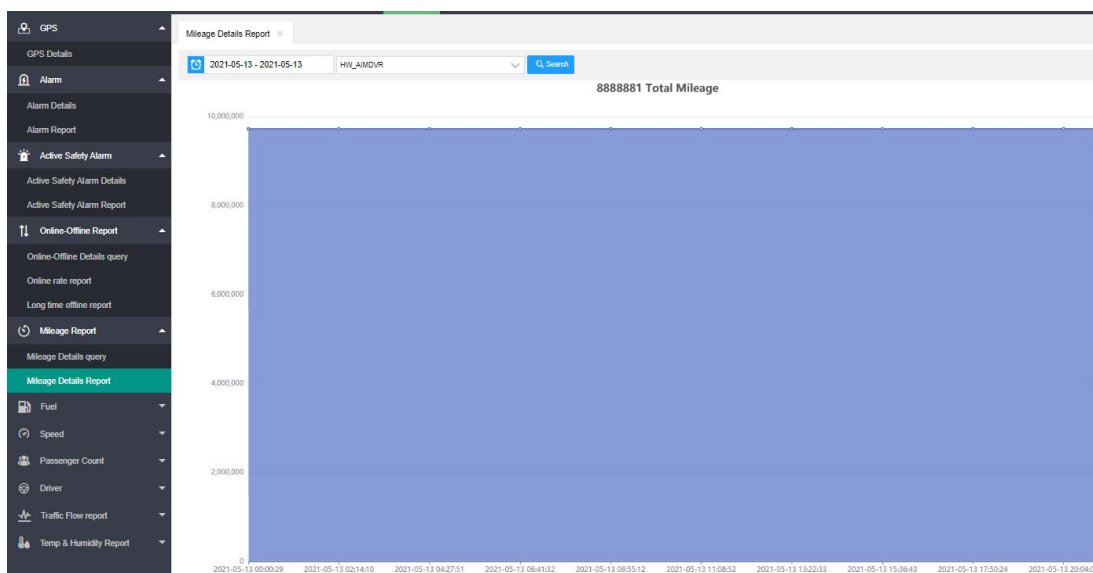 GPS
GPS Details
Alarm
Alarm Details
Alarm Report
Active Safety Alarm
Active Safety Alarm Details
Active Safety Alarm Report
Online-Offline Report
Online-Offline Details query
Online rate report
Long time offline report
Mileage Report
Mileage Details query
Mileage Details Report
Fuel
Speed
Passenger Count
Driver
Traffic Flow report
Temp & Humidity Report
Mileage Details Report
2021-05-13 - 2021-05-13 HW_AIMDVR Search
8888881 Total Mileage
10,000,000
8,000,000
6,000,000
4,000,000
2,000,000
0
2021-05-13 00:00:29 2021-05-13 02:14:10 2021-05-13 04:27:51 2021-05-13 06:41:32 2021-05-13 08:55:12 2021-05-13 11:08:52 2021-05-13 13:22:33 2021-05-13 15:36:43 2021-05-13 17:50:24 2021-05-13 20:04: